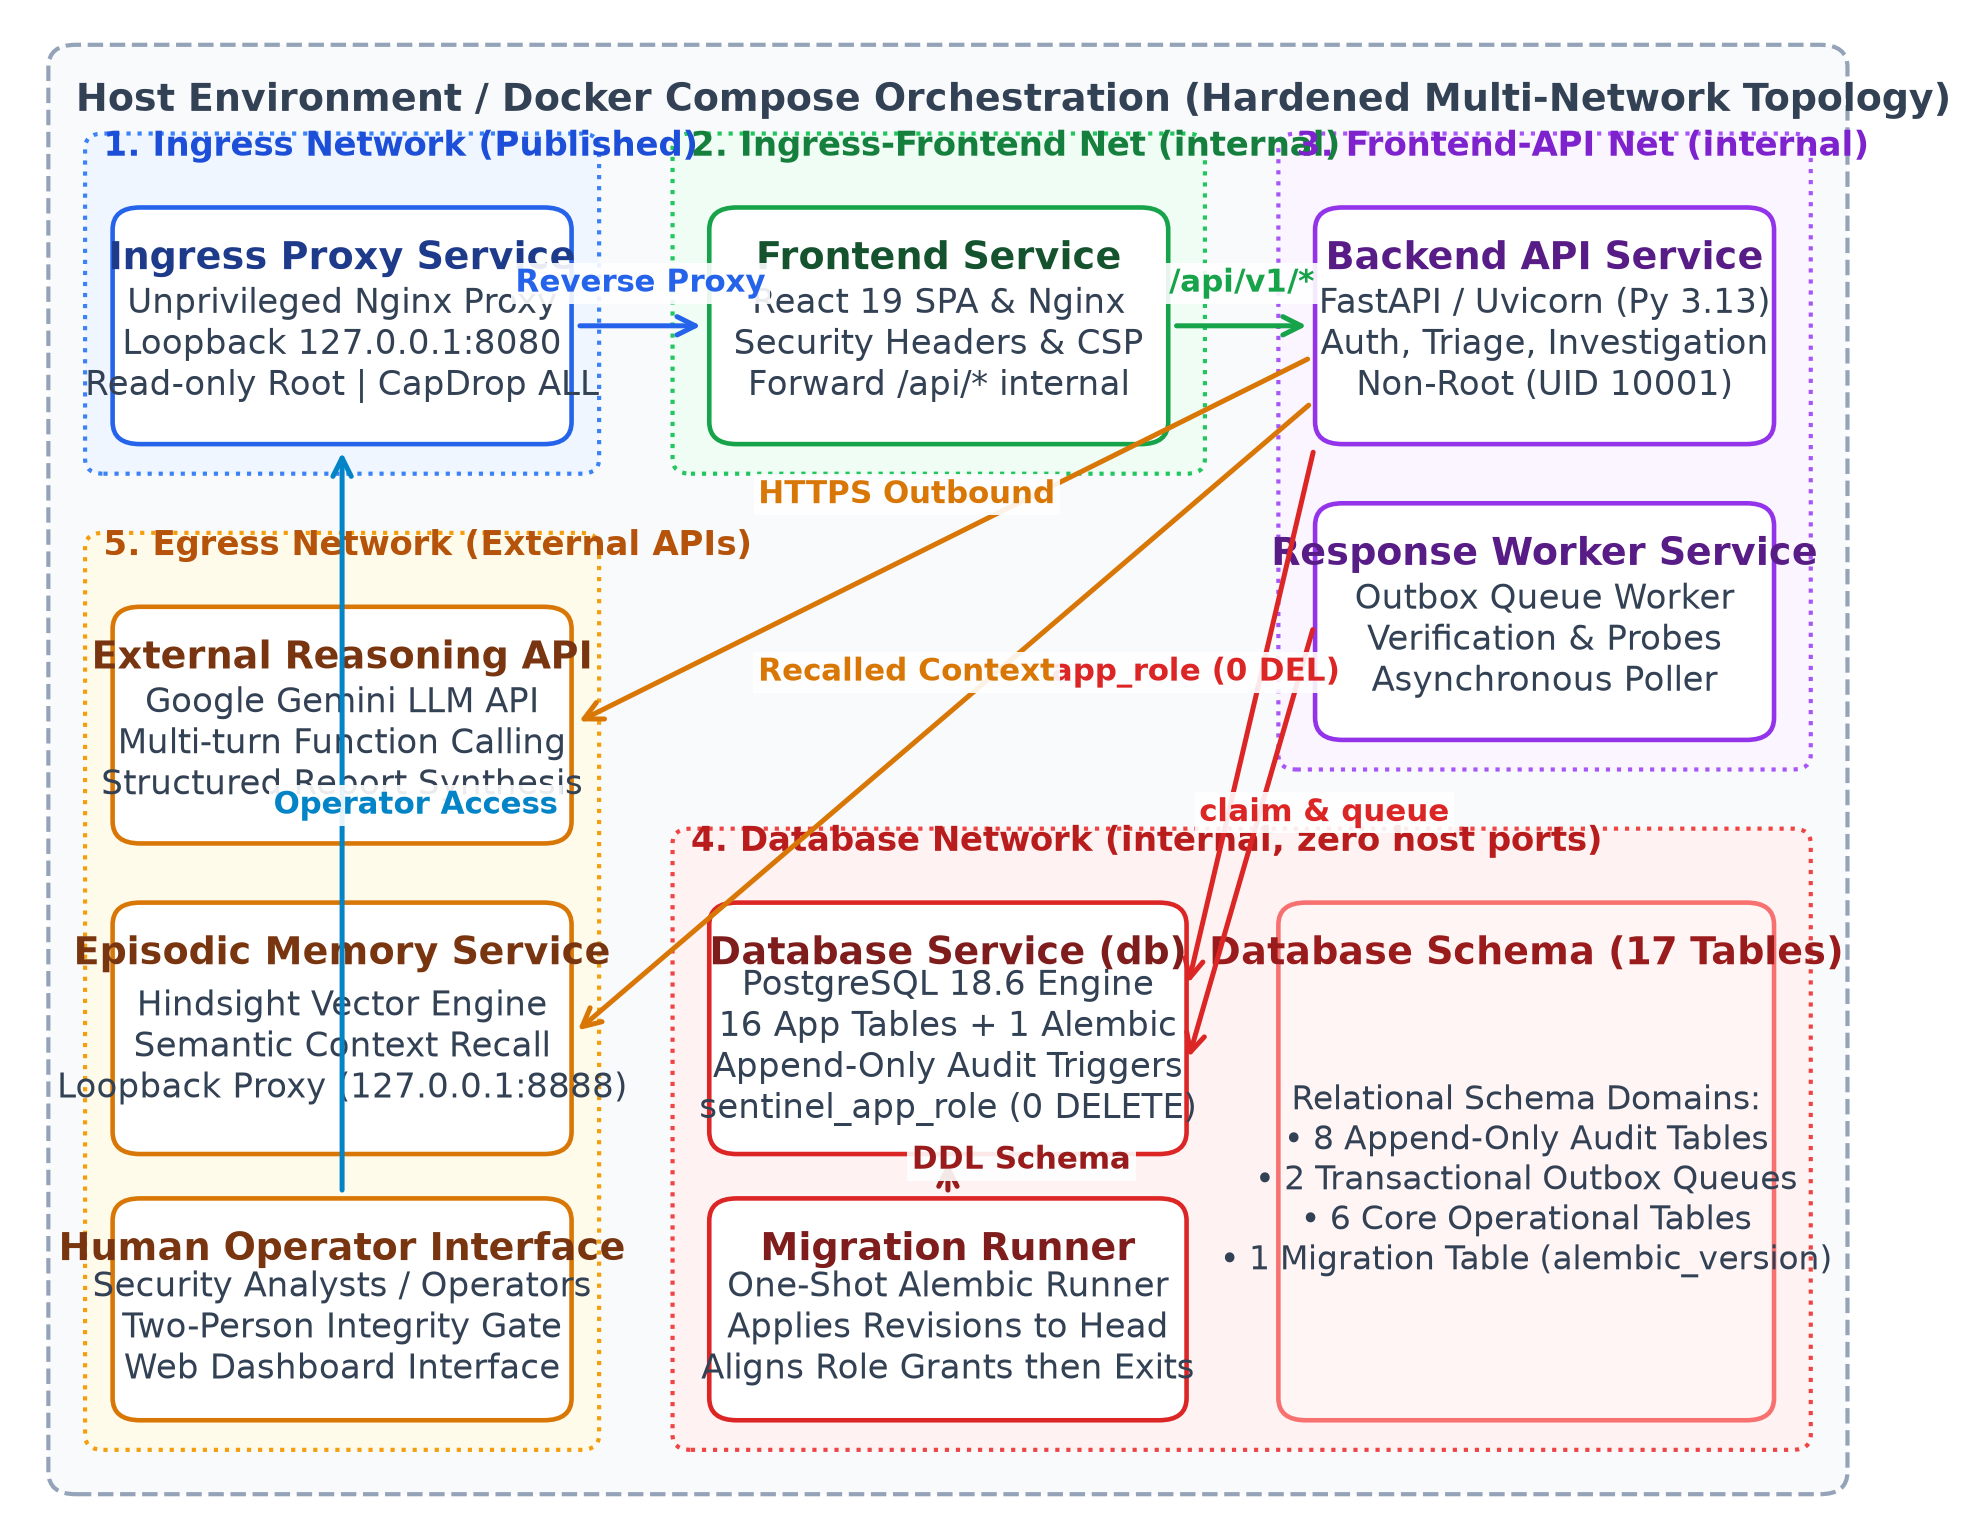 Host Environment / Docker Compose Orchestration (Hardened Multi-Network Topology)
1. Ingress Network (Published)
2. Ingress-Frontend Net (internal)
3. Frontend-API Net (internal)
Ingress Proxy Service
Unprivileged Nginx Proxy
Loopback 127.0.0.1:8080
Read-only Root | CapDrop ALL
Reverse Proxy
Frontend Service
React 19 SPA & Nginx
Security Headers & CSP
Forward /api/* internal
/api/v1/*
Backend API Service
FastAPI / Uvicorn (Py 3.13)
Auth, Triage, Investigation
Non-Root (UID 10001)
HTTPS Outbound
Response Worker Service
Outbox Queue Worker
Verification & Probes
Asynchronous Poller
5. Egress Network (External APIs)
External Reasoning API
Google Gemini LLM API
Multi-turn Function Calling
Structured Report Synthesis
Operator Access
Recalled Context
app_role (0 DEL)
claim & queue
4. Database Network (internal, zero host ports)
Episodic Memory Service
Hindsight Vector Engine
Semantic Context Recall
Loopback Proxy (127.0.0.1:8888)
Database Service (db)
PostgreSQL 18.6 Engine
16 App Tables + 1 Alembic
Append-Only Audit Triggers
sentinel_app_role (0 DELETE)
DDL Schema
Database Schema (17 Tables)
Relational Schema Domains:
• 8 Append-Only Audit Tables
• 2 Transactional Outbox Queues
• 6 Core Operational Tables
• 1 Migration Table (alembic_version)
Human Operator Interface
Security Analysts / Operators
Two-Person Integrity Gate
Web Dashboard Interface
Migration Runner
One-Shot Alembic Runner
Applies Revisions to Head
Aligns Role Grants then Exits